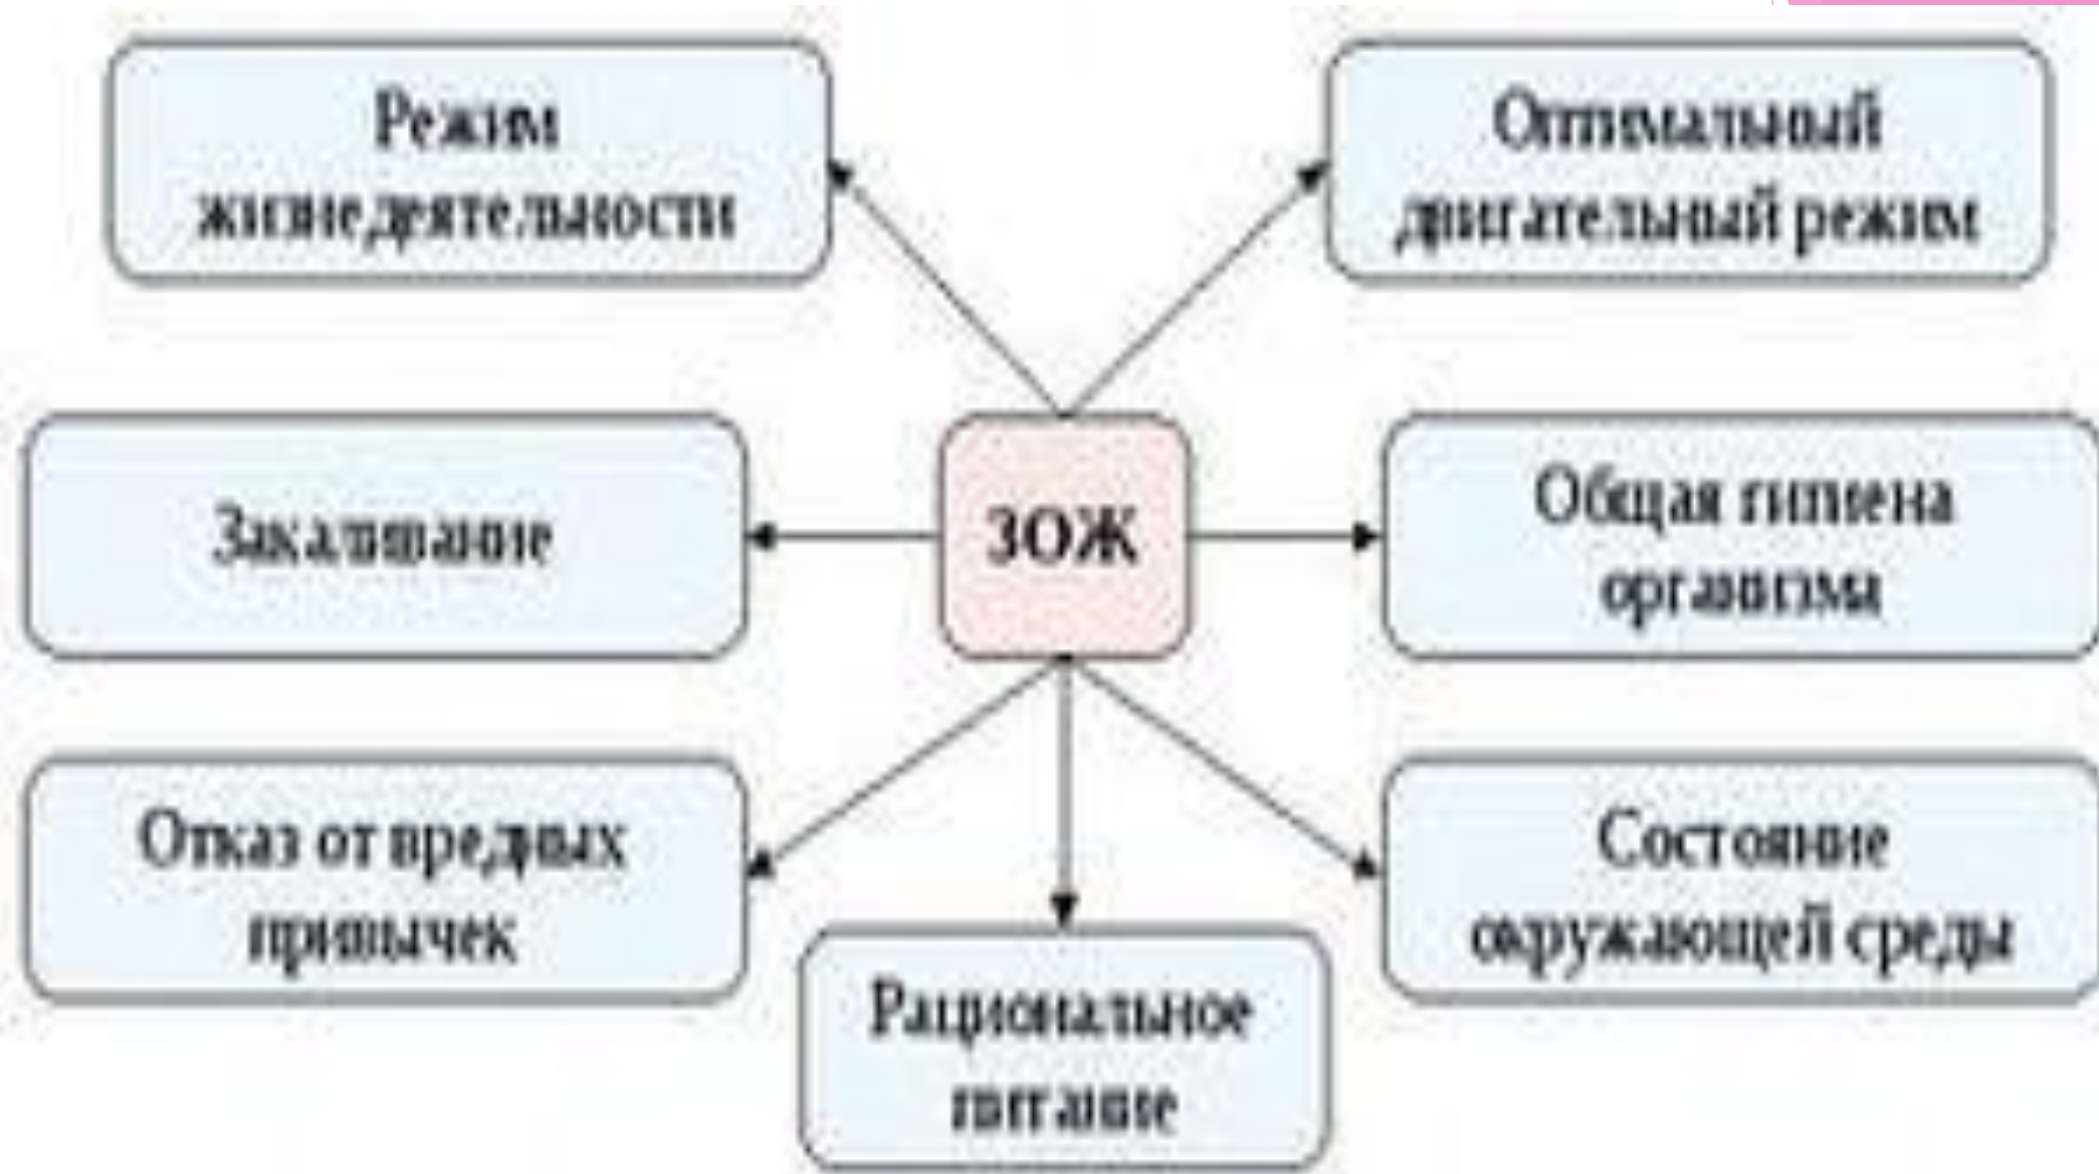 Режим
жизнедеятельности
Оптимальный
двигательный режим
Закаливание
ЗОЖ
Общая гигиена
организма
Отказ от вредных
привычек
Рациональное
питание
Состояние
окружающей среды